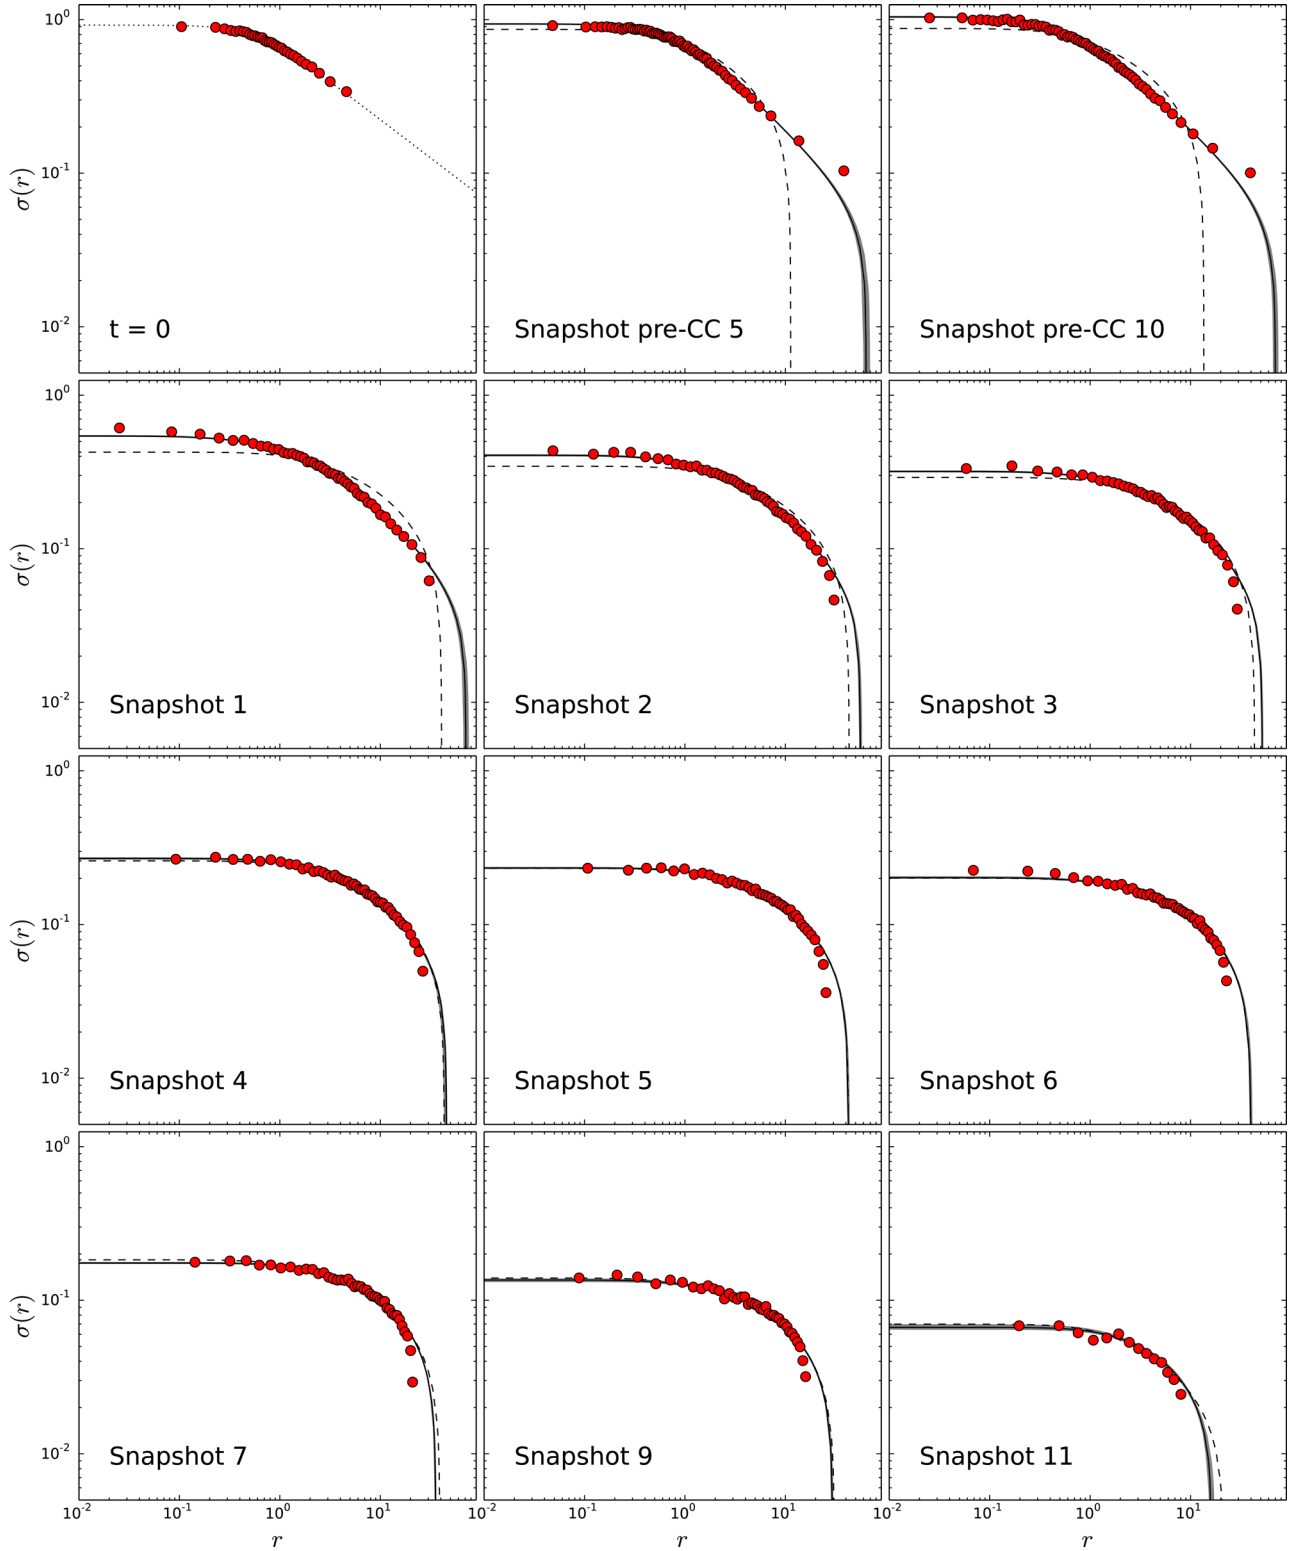 10⁰
10⁻¹
10⁻²
σ(r)
t = 0
Snapshot pre-CC 5
Snapshot pre-CC 10
10⁰
10⁻¹
10⁻²
σ(r)
Snapshot 1
Snapshot 2
Snapshot 3
10⁰
10⁻¹
10⁻²
σ(r)
Snapshot 4
Snapshot 5
Snapshot 6
10⁰
10⁻¹
10⁻²
σ(r)
Snapshot 7
Snapshot 9
Snapshot 11
10⁻² 10⁻¹ 10⁰ 10¹ 10⁻² 10⁻¹ 10⁰ 10¹ 10⁻² 10⁻¹ 10⁰ 10¹
r r r